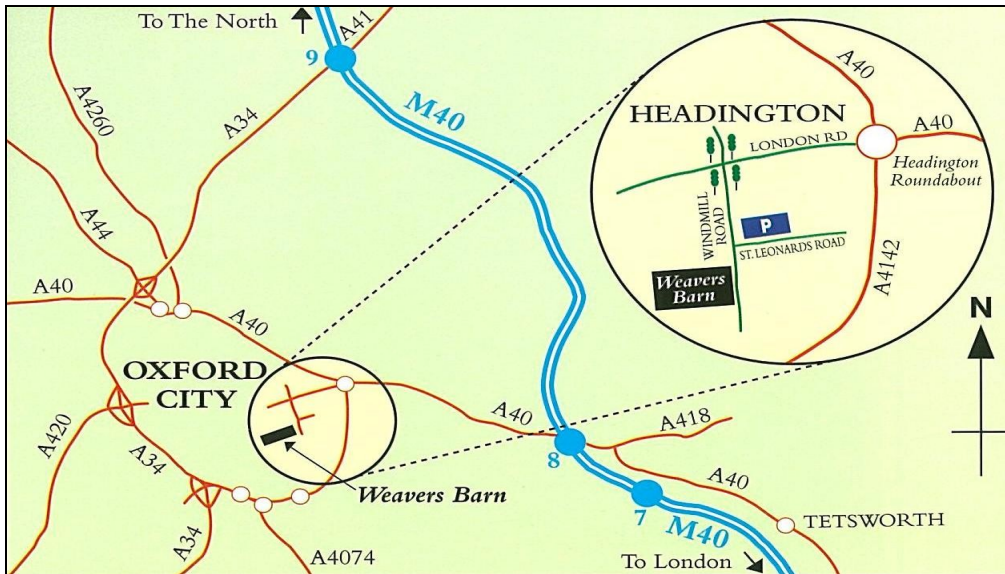 To The North
A41
9
M40
A34
A4260
A44
A40
A40
OXFORD
CITY
A420
A34
A34
A4074
Weavers Barn
A40
8
A418
A40
7
M40
To London
TETSWORTH
N
HEADINGTON
A40
A40
LONDON RD
Headington
Roundabout
WINDMILL
ROAD
P
ST. LEONARDS ROAD
A4142
Weavers
Barn